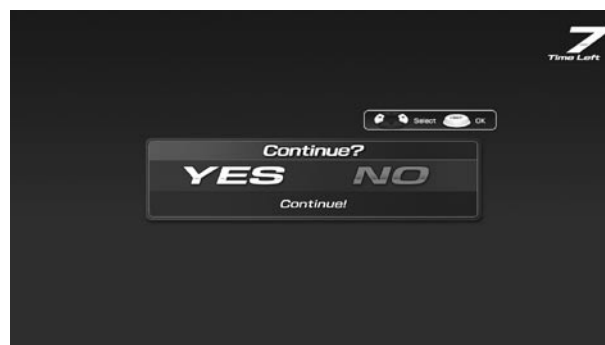 7
Time Left
Select OK
Continue?
YES NO
Continue!